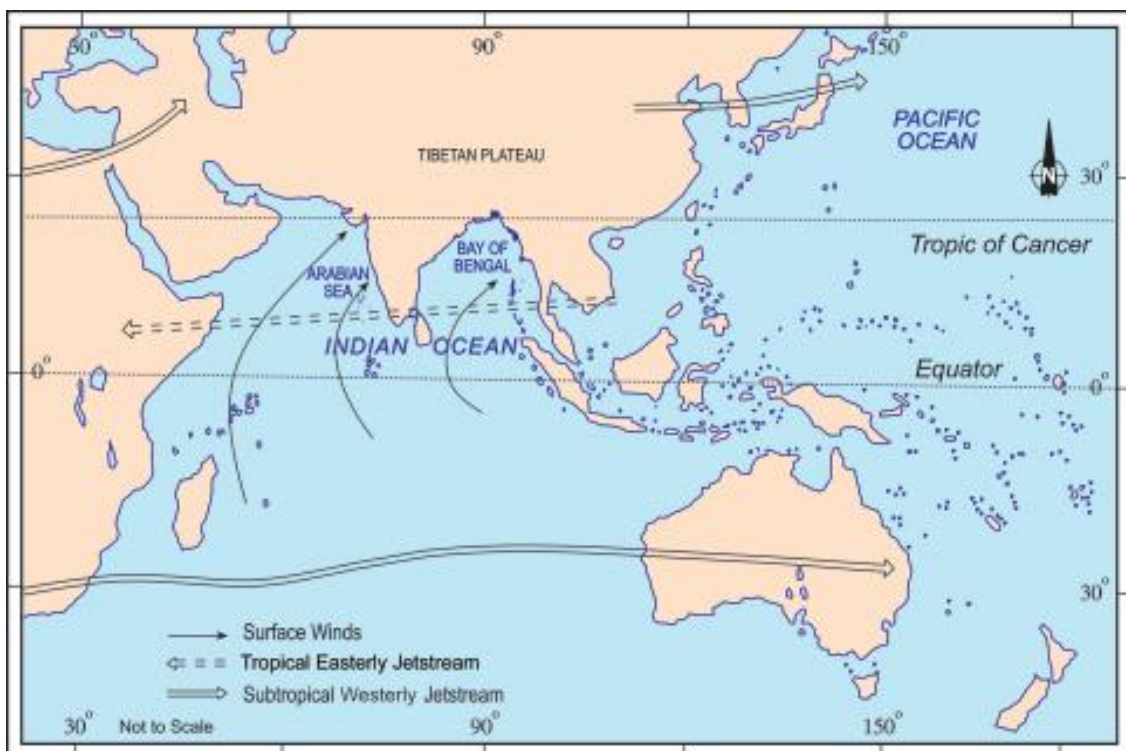 30°
90°
150°
PACIFIC
OCEAN
TIBETAN PLATEAU
N
30°
Tropic of Cancer
BAY OF
BENGAL
ARABIAN
SEA
INDIAN OCEAN
Equator
0°
0°
30°
Surface Winds
Tropical Easterly Jetstream
Subtropical Westerly Jetstream
30°
Not to Scale
90°
150°